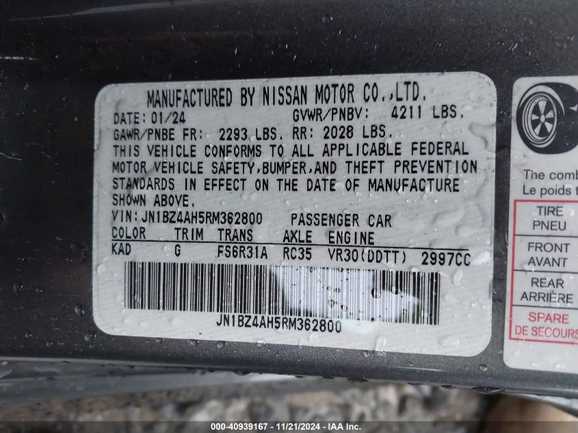 MANUFACTURED BY NISSAN MOTOR CO.,LTD.
DATE: 01/24 GVWR/PNBV: 4211 LBS.
GAWR/PNBE FR: 2293 LBS. RR: 2028 LBS.
THIS VEHICLE CONFORMS TO ALL APPLICABLE FEDERAL
MOTOR VEHICLE SAFETY,BUMPER,AND THEFT PREVENTION
STANDARDS IN EFFECT ON THE DATE OF MANUFACTURE
SHOWN ABOVE.
VIN: JN1BZ4AH5RM362800 PASSENGER CAR
COLOR TRIM TRANS AXLE ENGINE
KAD G FS6R31A RC35 VR30(DDTT) 2997CC
JN1BZ4AH5RM362800
The comb
Le poids t
TIRE
PNEU
FRONT
AVANT
REAR
ARRIÈRE
SPARE
DE SECOURS
00-40939167 - 11/21/2024 - IAA.com